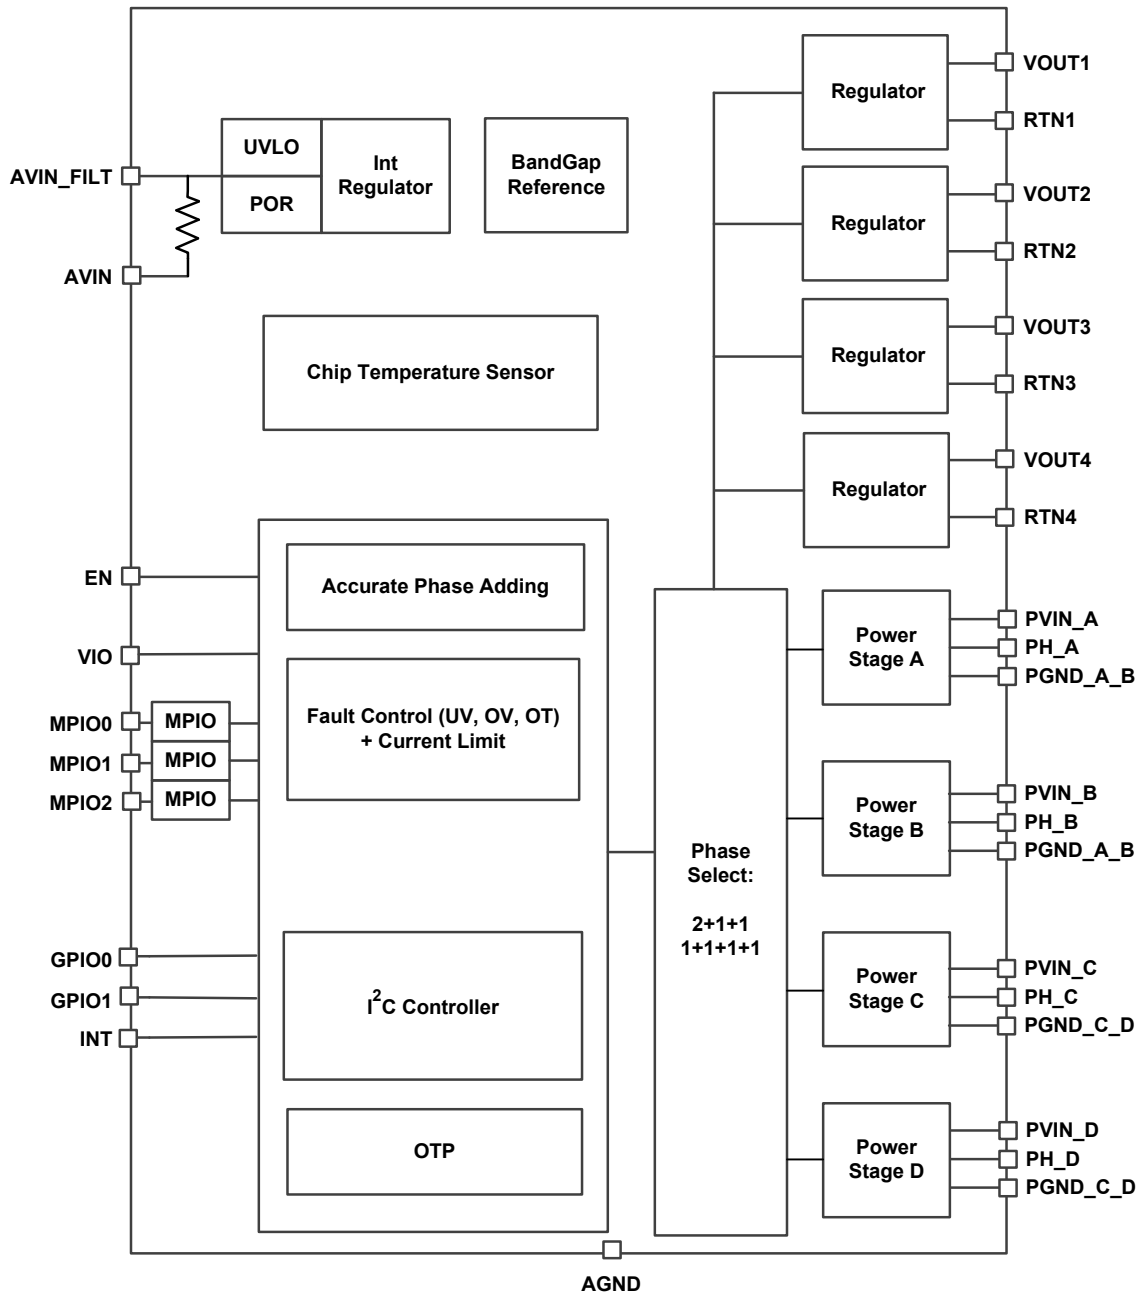 AVIN_FILT
AVIN
UVLO
POR
Int
Regulator
BandGap
Reference
Chip Temperature Sensor
Regulator
VOUT1
RTN1
Regulator
VOUT2
RTN2
Regulator
VOUT3
RTN3
Regulator
VOUT4
RTN4
EN
VIO
MPIO0
MPIO
MPIO1
MPIO
MPIO2
MPIO
GPIO0
GPIO1
INT
Accurate Phase Adding
Fault Control (UV, OV, OT)
+ Current Limit
I²C Controller
OTP
Phase
Select:
2+1+1
1+1+1+1
Power
Stage A
PVIN_A
PH_A
PGND_A_B
Power
Stage B
PVIN_B
PH_B
PGND_A_B
Power
Stage C
PVIN_C
PH_C
PGND_C_D
Power
Stage D
PVIN_D
PH_D
PGND_C_D
AGND